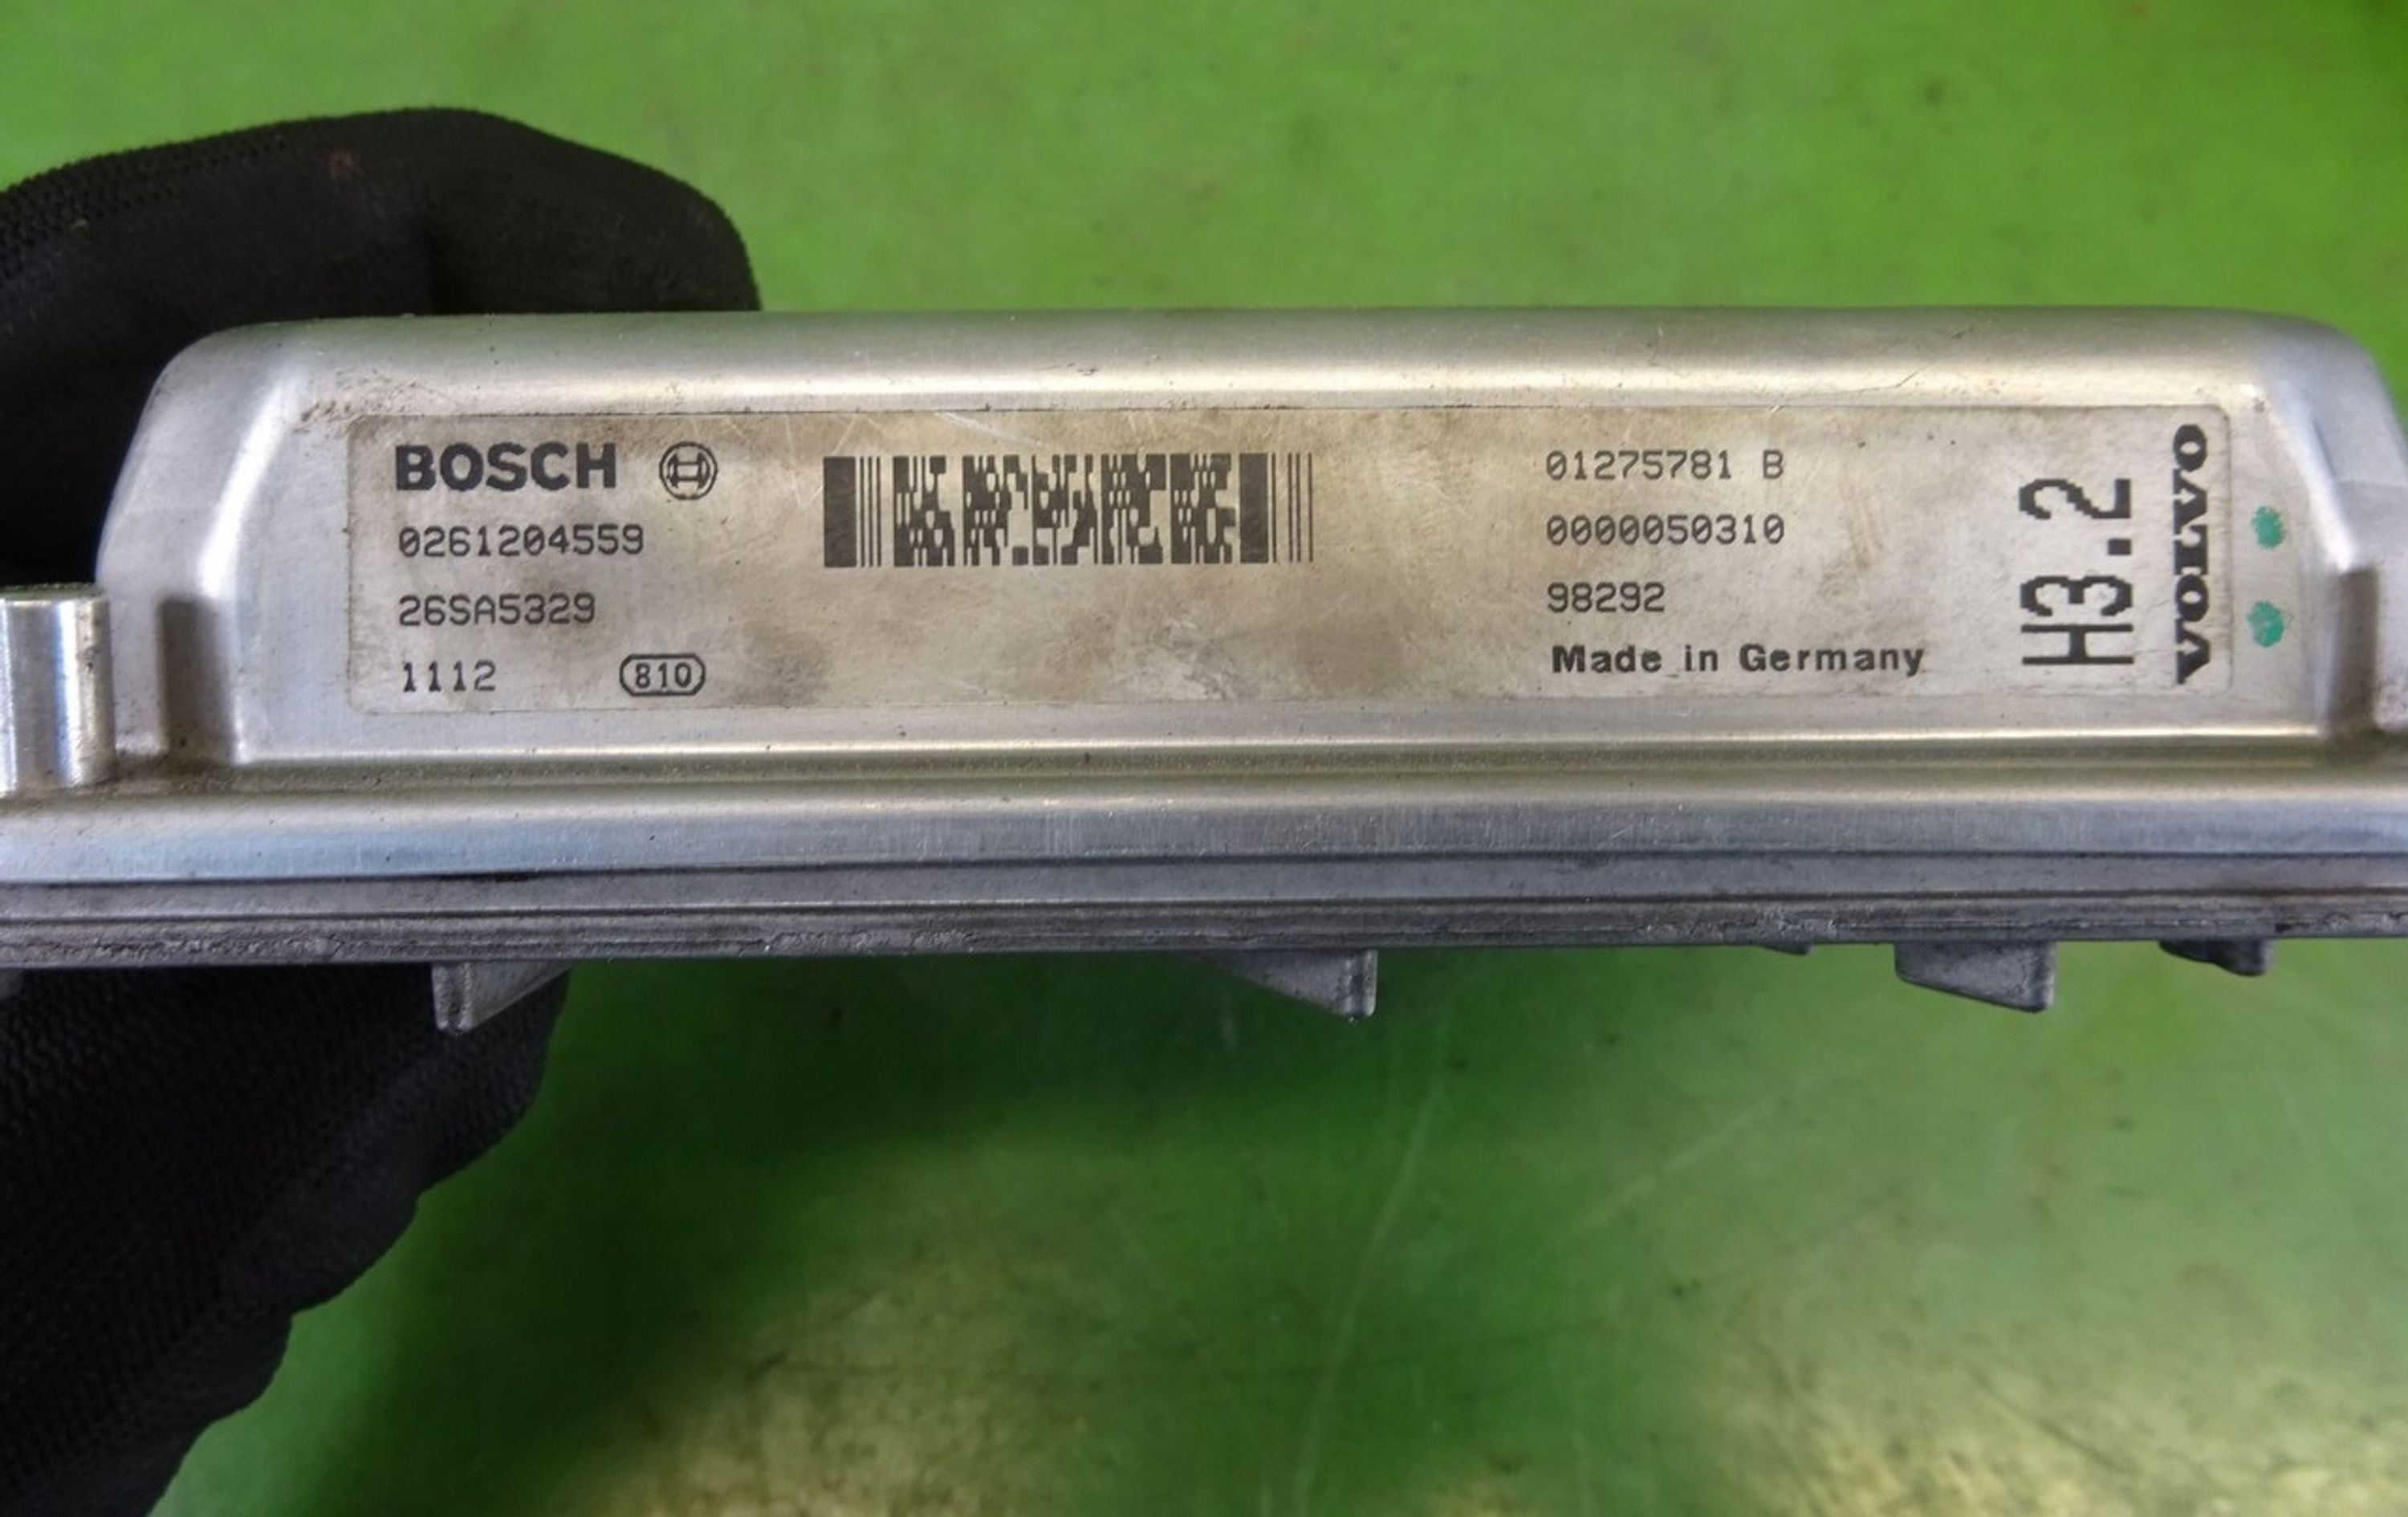 BOSCH
0261204559
26SA5329
1112 810
01275781 B
0000050310
98292
Made in Germany
H3.2
VOLVO